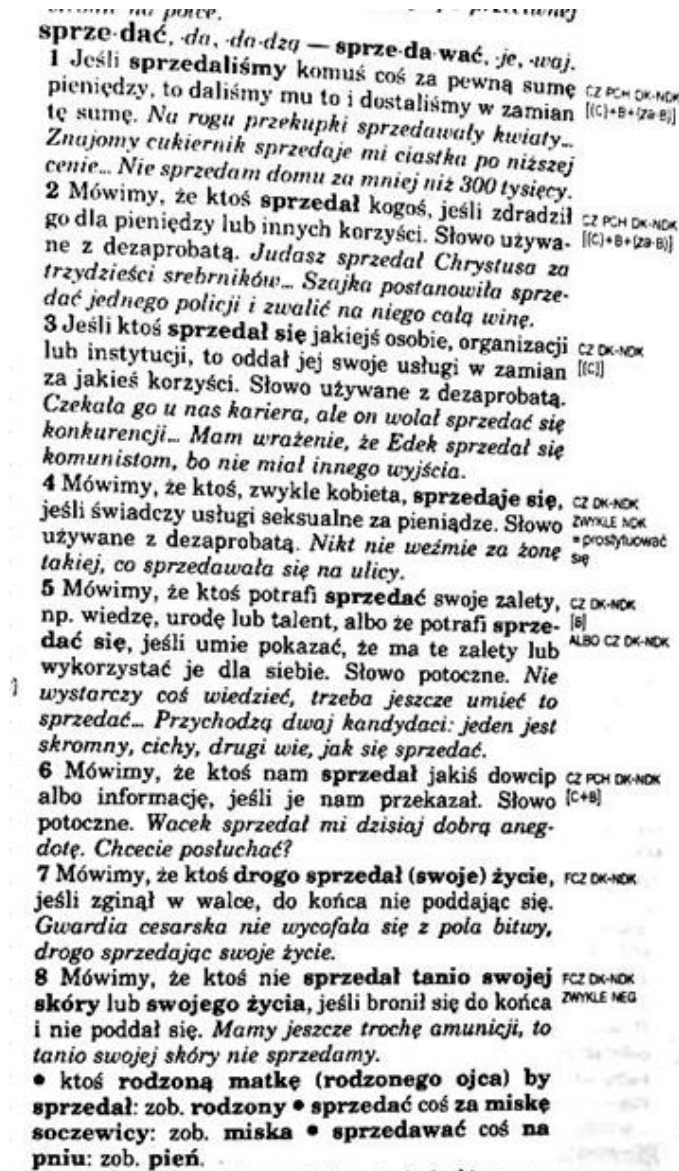 sprze·dać, -da, -da-dzą — sprze·da·wać, -je, -waj.
1 Jeśli sprzedaliśmy komuś coś za pewną sumę CZ PCH DK-NDK
pieniędzy, to daliśmy mu to i dostaliśmy w zamian [(C)+B+(za-B)]
tę sumę. Na rogu przekupki sprzedawały kwiaty...
Znajomy cukiernik sprzedaje mi ciastka po niższej
cenie... Nie sprzedam domu za mniej niż 300 tysięcy.
2 Mówimy, że ktoś sprzedał kogoś, jeśli zdradził CZ PCH DK-NDK
go dla pieniędzy lub innych korzyści. Słowo używa- [(C)+B+(za-B)]
ne z dezaprobatą. Judasz sprzedał Chrystusa za
trzydzieści srebrników... Szajka postanowiła sprze-
dać jednego policji i zwalić na niego całą winę.
3 Jeśli ktoś sprzedał się jakiejś osobie, organizacji CZ DK-NDK
lub instytucji, to oddał jej swoje usługi w zamian [(C)]
za jakieś korzyści. Słowo używane z dezaprobatą.
Czekała go u nas kariera, ale on wolał sprzedać się
konkurencji... Mam wrażenie, że Edek sprzedał się
komunistom, bo nie miał innego wyjścia.
4 Mówimy, że ktoś, zwykle kobieta, sprzedaje się, CZ DK-NDK
jeśli świadczy usługi seksualne za pieniądze. Słowo ZWYKLE NDK
używane z dezaprobatą. Nikt nie weźmie za żonę =prostytuować
takiej, co sprzedawała się na ulicy. się
5 Mówimy, że ktoś potrafi sprzedać swoje zalety, CZ DK-NDK
np. wiedzę, urodę lub talent, albo że potrafi sprze- [B]
dać się, jeśli umie pokazać, że ma te zalety lub ALBO CZ DK-NDK
wykorzystać je dla siebie. Słowo potoczne. Nie
wystarczy coś wiedzieć, trzeba jeszcze umieć to
sprzedać... Przychodzą dwaj kandydaci: jeden jest
skromny, cichy, drugi wie, jak się sprzedać.
6 Mówimy, że ktoś nam sprzedał jakiś dowcip CZ PCH DK-NDK
albo informację, jeśli je nam przekazał. Słowo [C+B]
potoczne. Wacek sprzedał mi dzisiaj dobrą aneg-
dotę. Chcecie posłuchać?
7 Mówimy, że ktoś drogo sprzedał (swoje) życie, FCZ DK-NDK
jeśli zginął w walce, do końca nie poddając się.
Gwardia cesarska nie wycofała się z pola bitwy,
drogo sprzedając swoje życie.
8 Mówimy, że ktoś nie sprzedał tanio swojej FCZ DK-NDK
skóry lub swojego życia, jeśli bronił się do końca ZWYKLE NEG
i nie poddał się. Mamy jeszcze trochę amunicji, to
tanio swojej skóry nie sprzedamy.
• ktoś rodzoną matkę (rodzonego ojca) by
sprzedał: zob. rodzony • sprzedać coś za miskę
soczewicy: zob. miska • sprzedawać coś na
pniu: zob. pień.